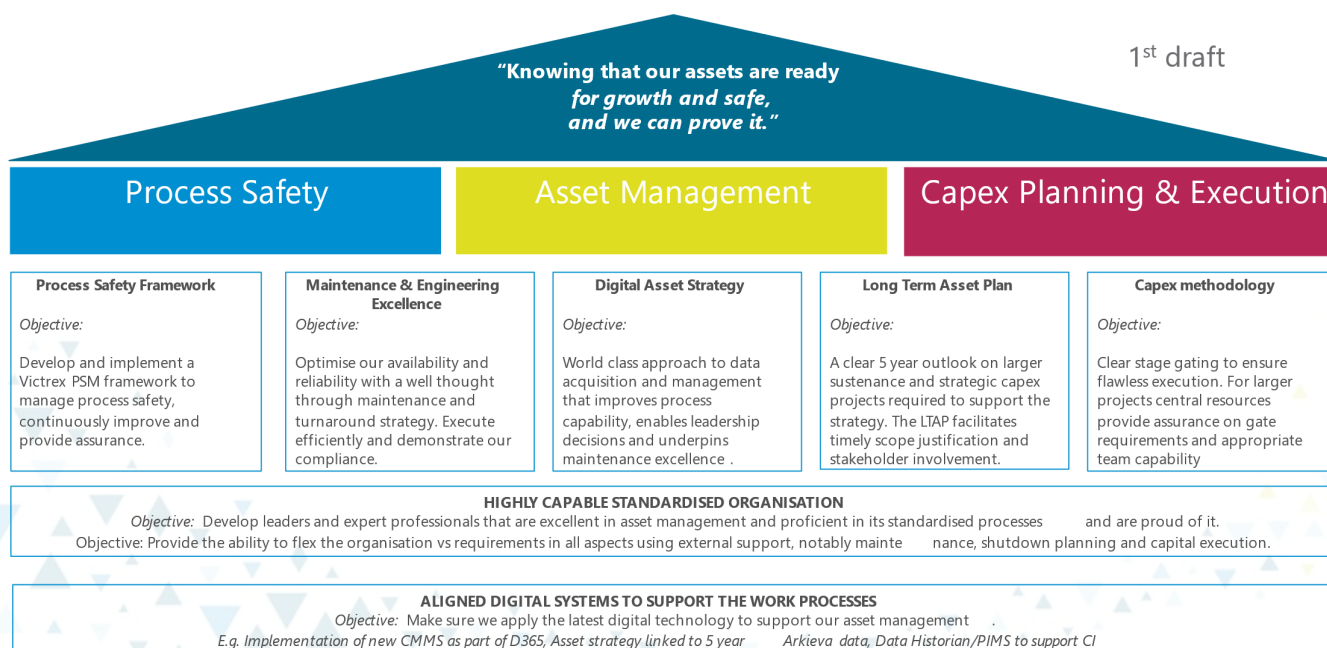 “Knowing that our assets are ready
for growth and safe,
and we can prove it.”
1st draft
Process Safety
Asset Management
Capex Planning & Execution
Process Safety Framework
Objective:
Develop and implement a
Victrex PSM framework to
manage process safety,
continuously improve and
provide assurance.
Maintenance & Engineering
Excellence
Objective:
Optimise our availability and
reliability with a well thought
through maintenance and
turnaround strategy. Execute
efficiently and demonstrate our
compliance.
Digital Asset Strategy
Objective:
World class approach to data
acquisition and management
that improves process
capability, enables leadership
decisions and underpins
maintenance excellence .
Long Term Asset Plan
Objective:
A clear 5 year outlook on larger
sustenance and strategic capex
projects required to support the
strategy. The LTAP facilitates
timely scope justification and
stakeholder involvement.
Capex methodology
Objective:
Clear stage gating to ensure
flawless execution. For larger
projects central resources
provide assurance on gate
requirements and appropriate
team capability
HIGHLY CAPABLE STANDARDISED ORGANISATION
Objective: Develop leaders and expert professionals that are excellent in asset management and proficient in its standardised processes and are proud of it.
Objective: Provide the ability to flex the organisation vs requirements in all aspects using external support, notably mainte nance, shutdown planning and capital execution.
ALIGNED DIGITAL SYSTEMS TO SUPPORT THE WORK PROCESSES
Objective: Make sure we apply the latest digital technology to support our asset management .
E.g. Implementation of new CMMS as part of D365, Asset strategy linked to 5 year Arkieva data, Data Historian/PIMS to support CI